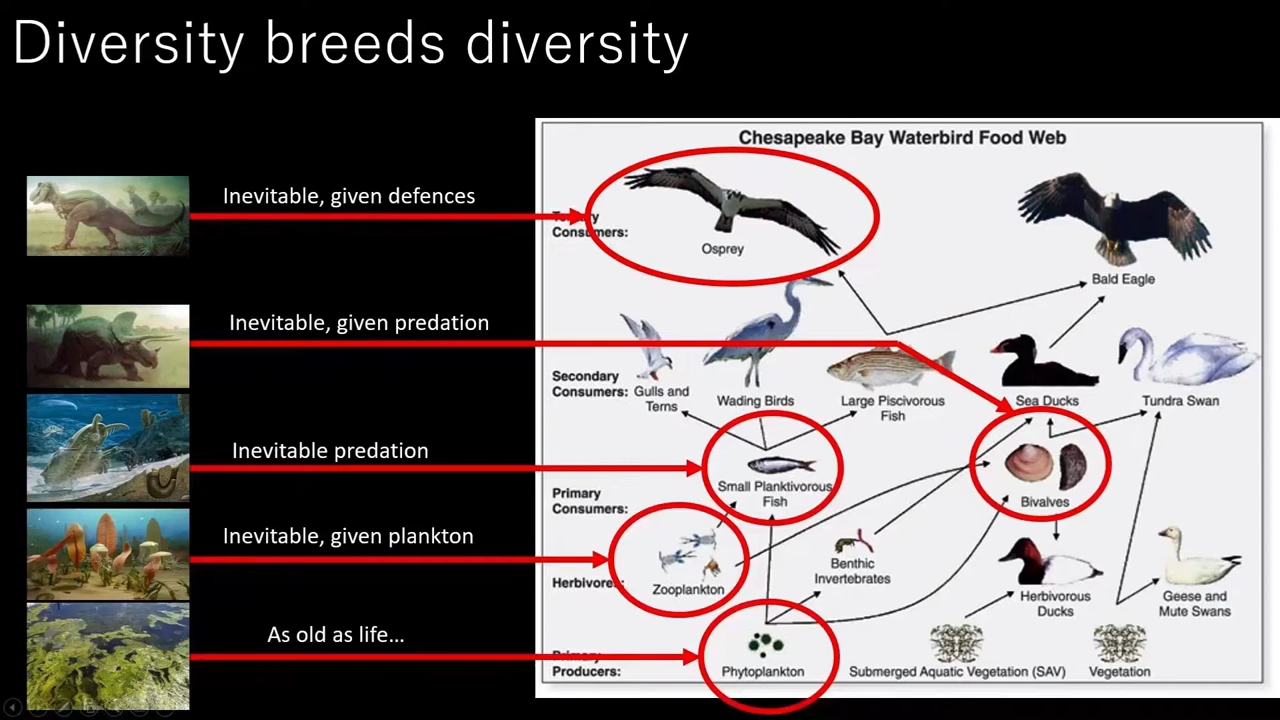 Diversity breeds diversity
Chesapeake Bay Waterbird Food Web
Inevitable, given defences
Tertiary
Consumers:
Osprey
Bald Eagle
Inevitable, given predation
Secondary
Consumers:
Gulls and
Terns
Wading Birds
Large Piscivorous
Fish
Sea Ducks
Tundra Swan
Inevitable predation
Primary
Consumers:
Small Planktivorous
Fish
Bivalves
Inevitable, given plankton
Herbivores:
Zooplankton
Benthic
Invertebrates
Herbivorous
Ducks
Geese and
Mute Swans
As old as life...
Primary
Producers:
Phytoplankton
Submerged Aquatic Vegetation (SAV)
Vegetation